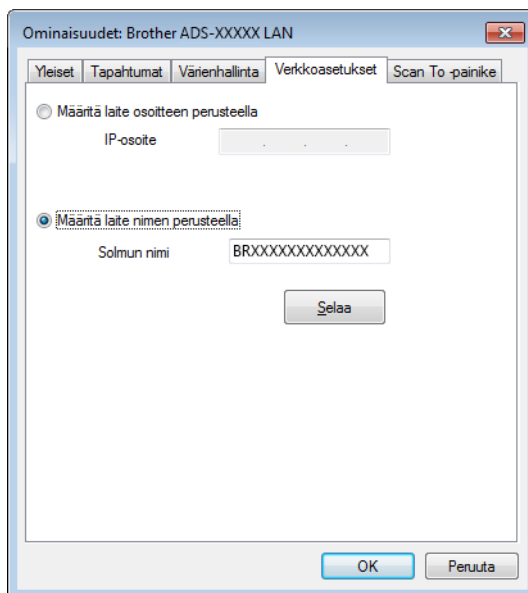 Ominaisuudet: Brother ADS-XXXXX LAN
Yleiset Tapahtumat Värienhallinta Verkkoasetukset Scan To -painike
Määritä laite osoitteen perusteella
IP-osoite . . .
Määritä laite nimen perusteella
Solmun nimi BRXXXXXXXXXXXXX
Selaa
OK Peruuta